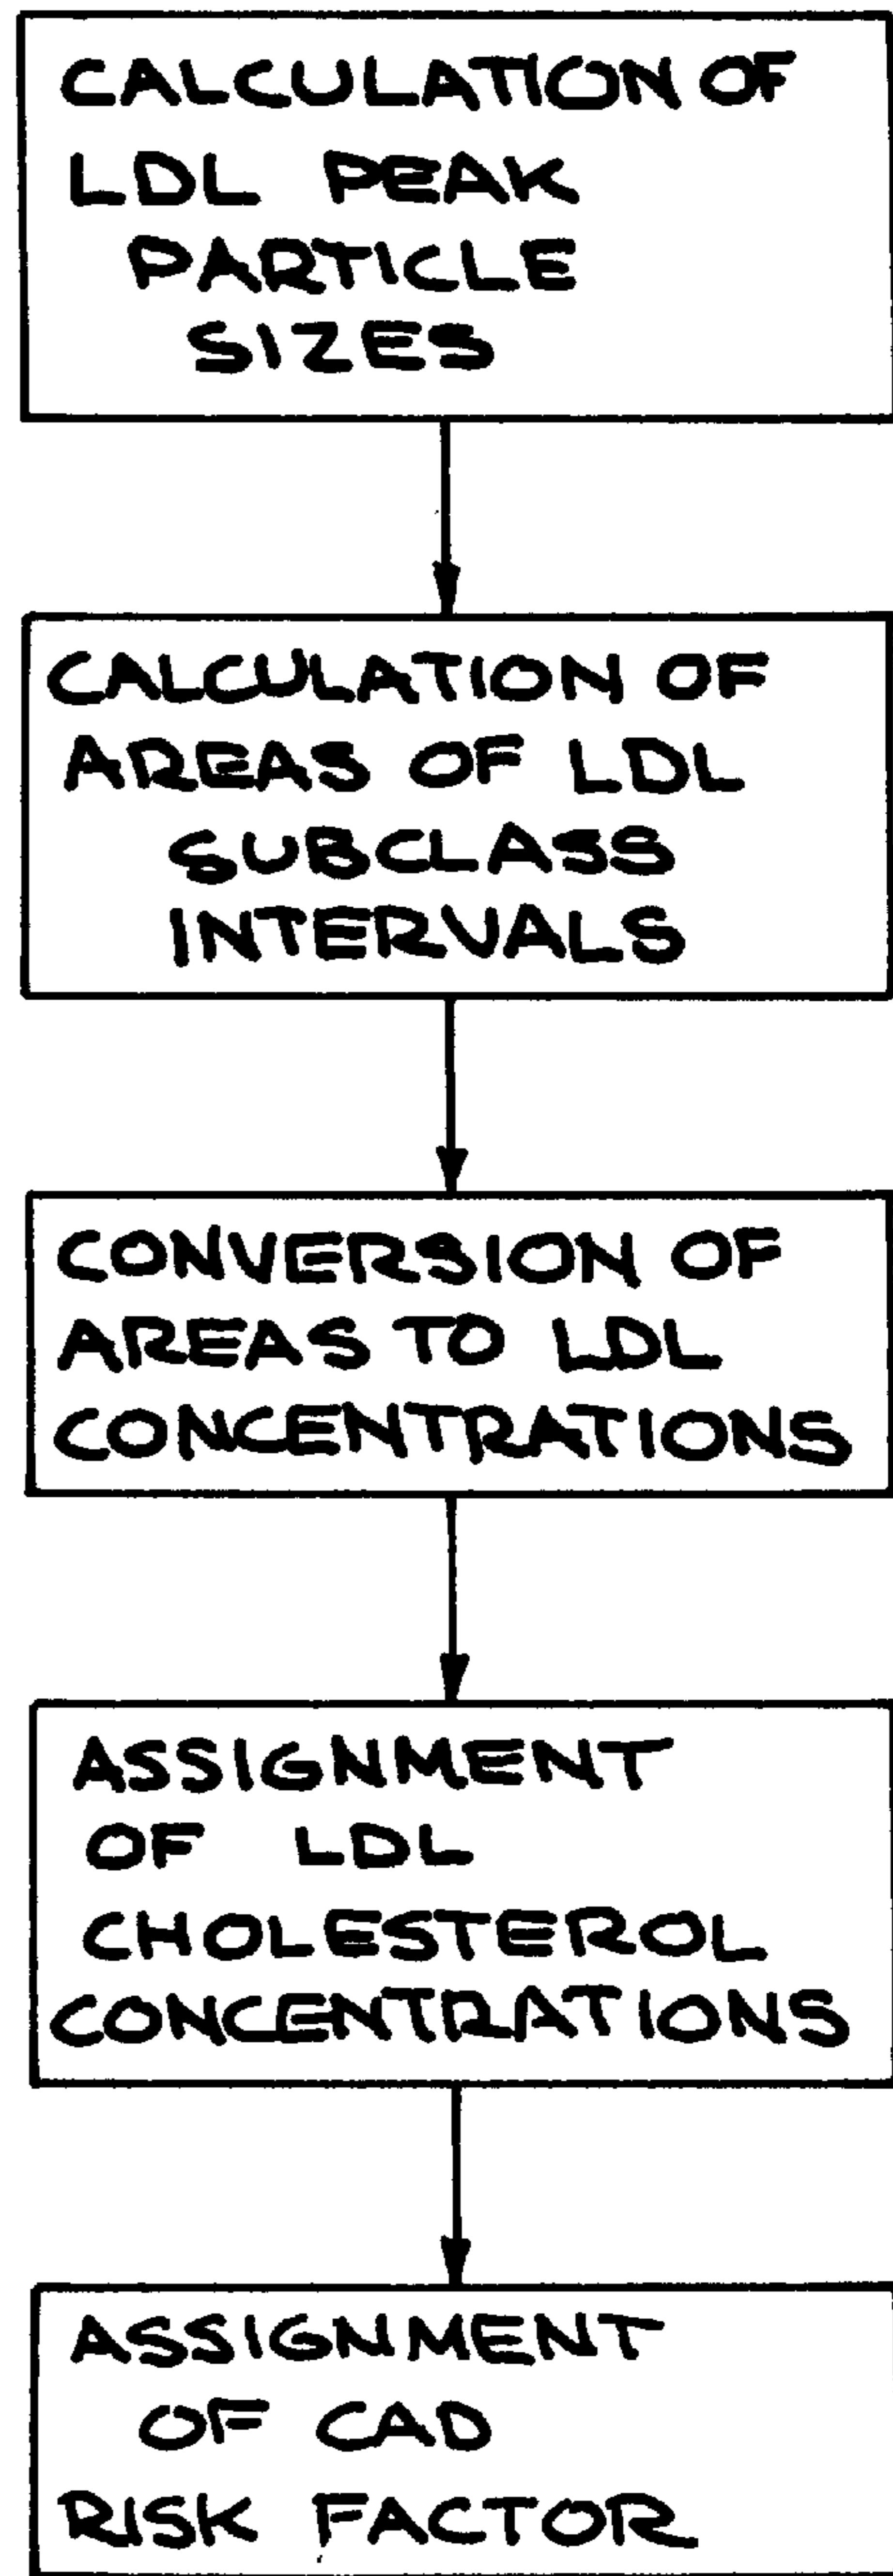 CALCULATION OF
LDL PEAK
PARTICLE
SIZES
CALCULATION OF
AREAS OF LDL
SUBCLASS
INTERVALS
CONVERSION OF
AREAS TO LDL
CONCENTRATIONS
ASSIGNMENT
OF LDL
CHOLESTEROL
CONCENTRATIONS
ASSIGNMENT
OF CAD
RISK FACTOR